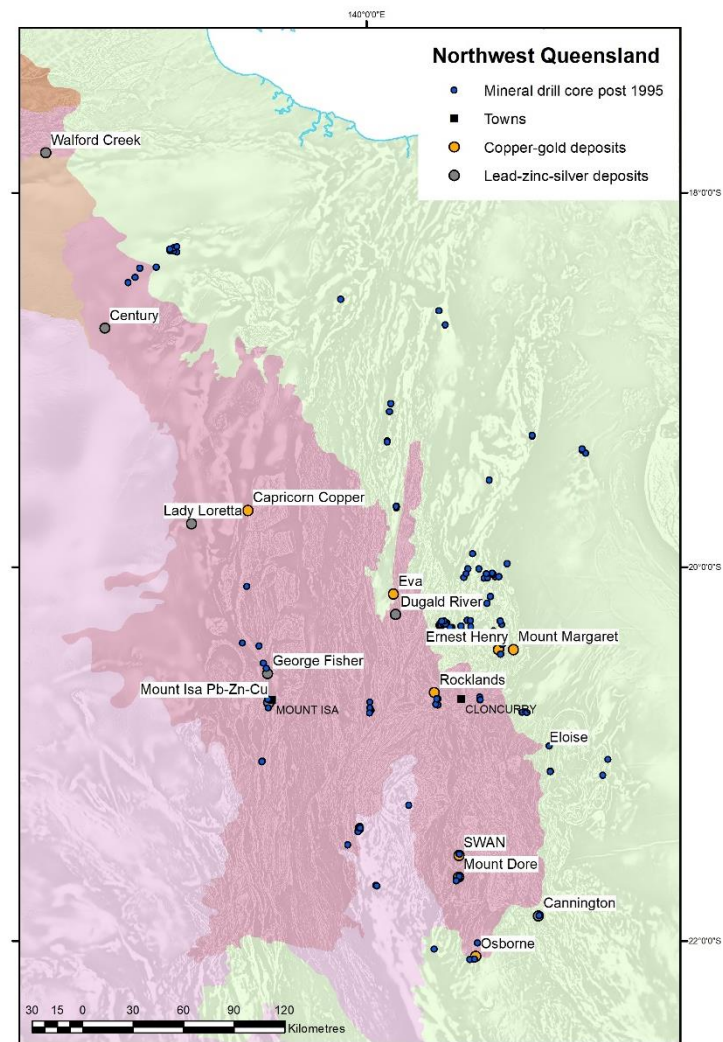 140°0'0"E
Northwest Queensland
Mineral drill core post 1995
Towns
Copper-gold deposits
Lead-zinc-silver deposits
Walford Creek
18°0'0"S
Century
Capricorn Copper
Lady Loretta
20°0'0"S
Eva
Dugald River
Ernest Henry
Mount Margaret
George Fisher
Mount Isa Pb-Zn-Cu
MOUNT ISA
Rocklands
CLONCURRY
Eloise
SWAN
Mount Dore
Cannington
22°0'0"S
Osborne
30 15 0 30 60 90 120
Kilometres